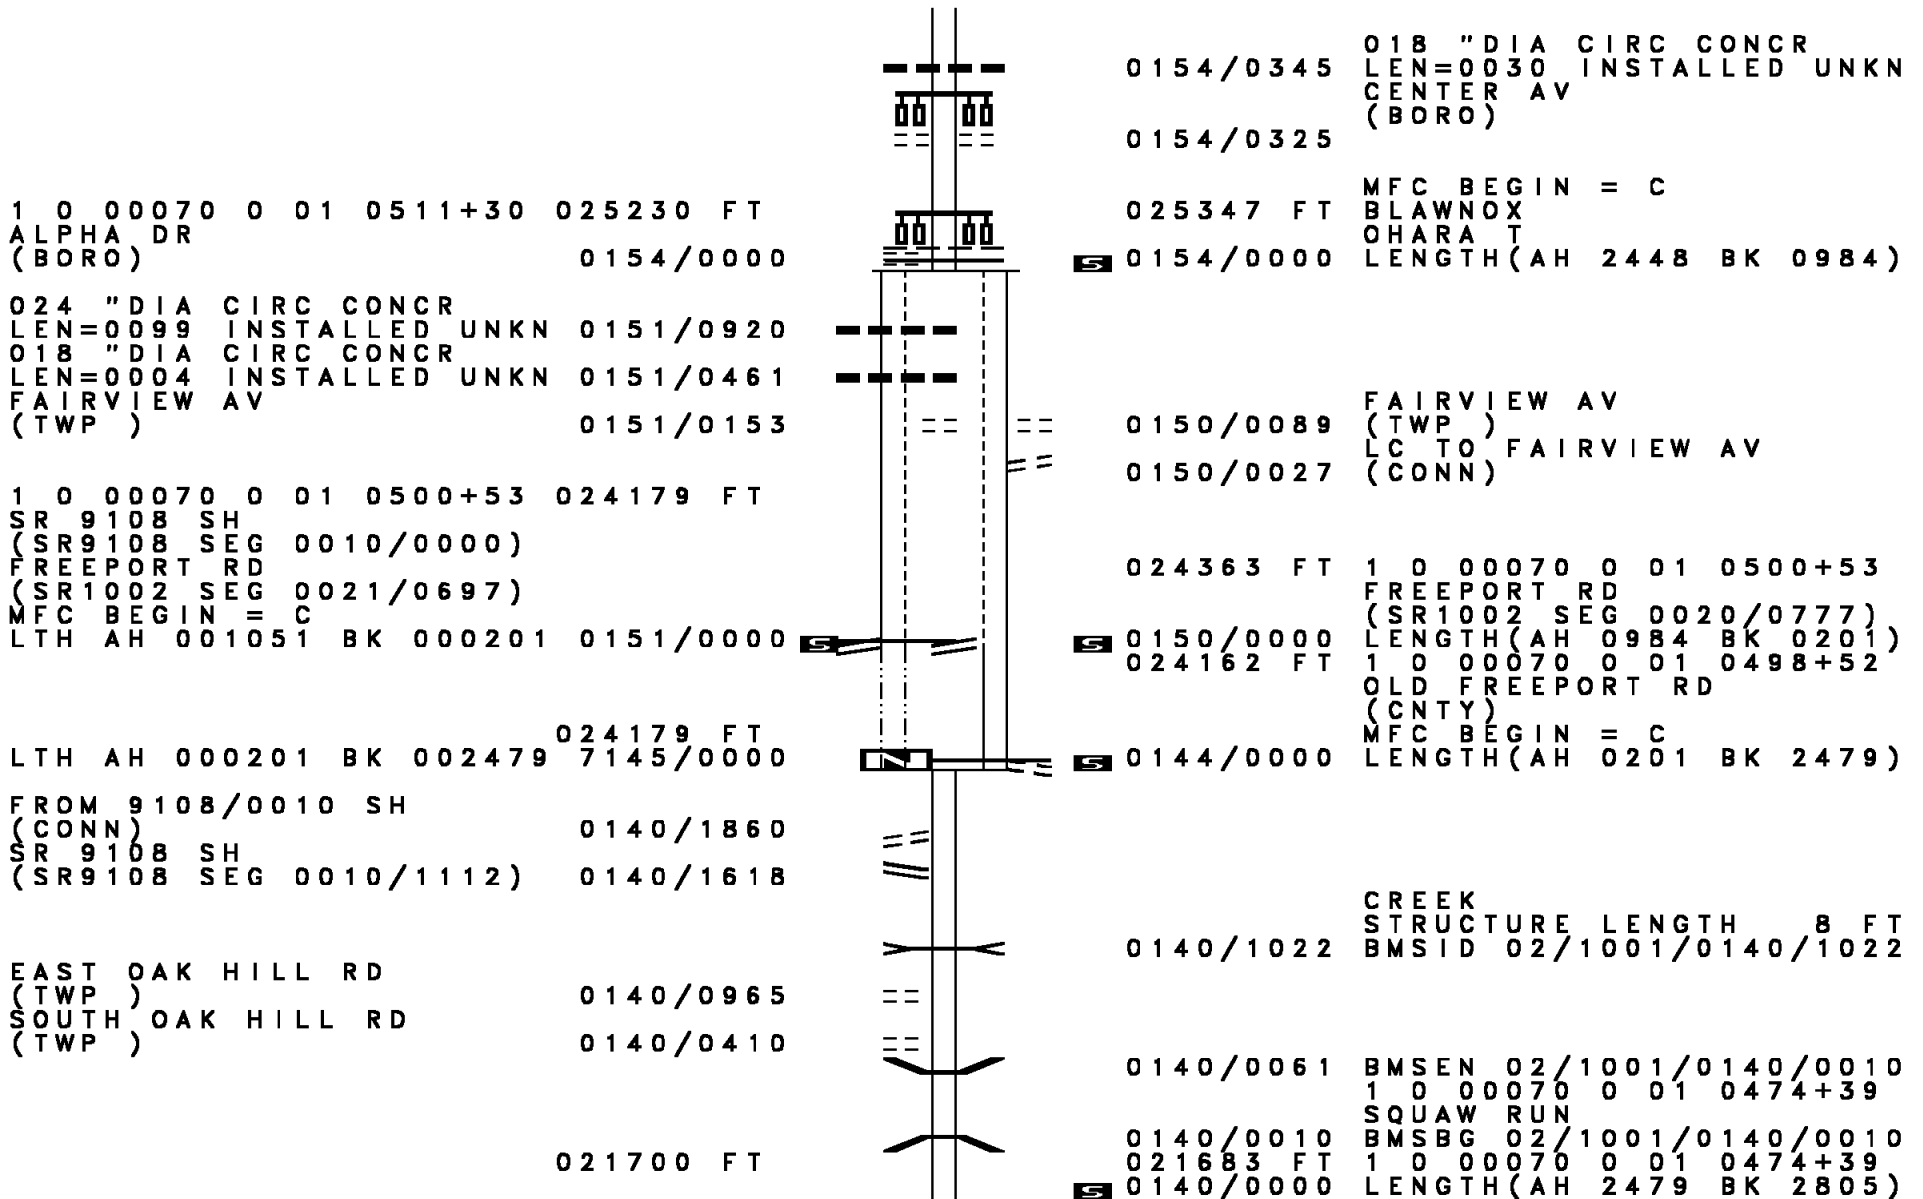 018 "DIA CIRC CONCR
0154/0345 LEN=0030 INSTALLED UNKN
CENTER AV
(BORO)
0154/0325
MFC BEGIN = C
1 0 00070 0 01 0511+30 025230 FT
025347 FT BLAWNOX
ALPHA DR
OHARA T
(BORO) 0154/0000
S 0154/0000 LENGTH(AH 2448 BK 0984)
024 "DIA CIRC CONCR
LEN=0099 INSTALLED UNKN 0151/0920
018 "DIA CIRC CONCR
LEN=0004 INSTALLED UNKN 0151/0461
FAIRVIEW AV
(TWP ) 0151/0153
FAIRVIEW AV
0150/0089 (TWP )
LC TO FAIRVIEW AV
0150/0027 (CONN)
1 0 00070 0 01 0500+53 024179 FT
SR 9108 SH
(SR9108 SEG 0010/0000)
FREEPORT RD
(SR1002 SEG 0021/0697)
MFC BEGIN = C
LTH AH 001051 BK 000201 0151/0000 S
024363 FT 1 0 00070 0 01 0500+53
FREEPORT RD
(SR1002 SEG 0020/0777)
S 0150/0000 LENGTH(AH 0984 BK 0201)
024162 FT 1 0 00070 0 01 0498+52
OLD FREEPORT RD
(CNTY)
024179 FT
MFC BEGIN = C
LTH AH 000201 BK 002479 7145/0000
S 0144/0000 LENGTH(AH 0201 BK 2479)
FROM 9108/0010 SH
(CONN) 0140/1860
SR 9108 SH
(SR9108 SEG 0010/1112) 0140/1618
CREEK
STRUCTURE LENGTH 8 FT
0140/1022 BMSID 02/1001/0140/1022
EAST OAK HILL RD
(TWP ) 0140/0965
SOUTH OAK HILL RD
(TWP ) 0140/0410
0140/0061 BMSEN 02/1001/0140/0010
1 0 00070 0 01 0474+39
SQUAW RUN
0140/0010 BMSBG 02/1001/0140/0010
021700 FT
021683 FT 1 0 00070 0 01 0474+39
S 0140/0000 LENGTH(AH 2479 BK 2805)